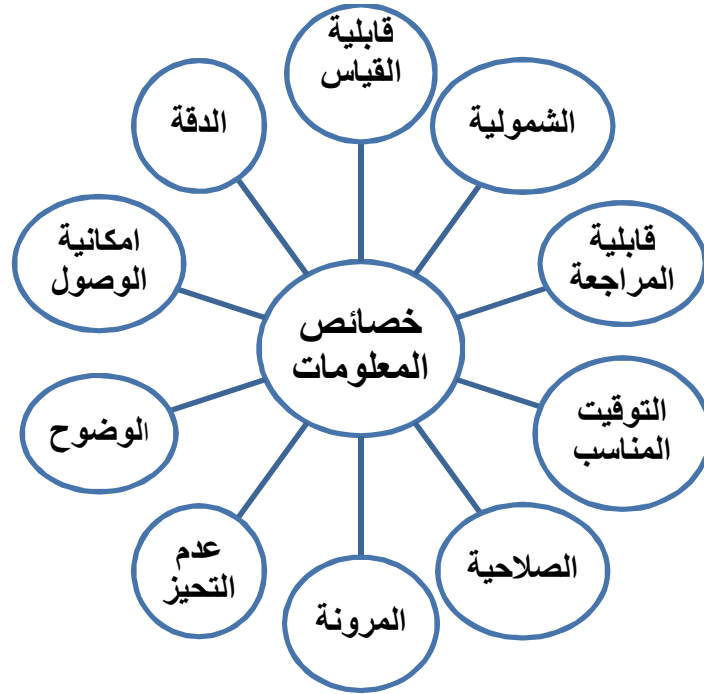 قابلية
القياس
الشمولية
قابلية
المراجعة
التوقيت
المناسب
الصلاحية
المرونة
عدم
التحيز
الوضوح
امكانية
الوصول
الدقة
خصائص
المعلومات